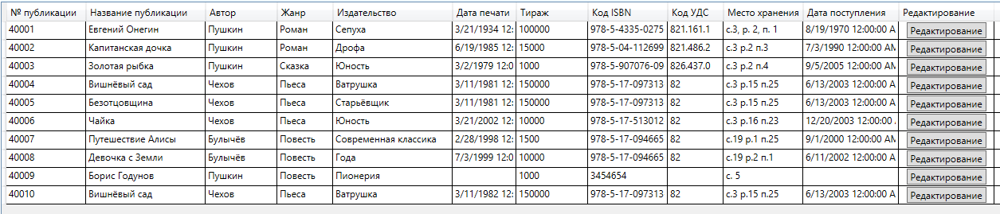 № публикации Название публикации Автор Жанр Издательство Дата печати Тираж Код ISBN Код УДС Место хранения Дата поступления Редактирование
40001 Евгений Онегин Пушкин Роман Сепуха 3/21/1934 12: 100000 978-5-4335-0275 821.161.1 с.3, р. 2, п. 1 8/19/1970 12:00:00 A Редактирование
40002 Капитанская дочка Пушкин Роман Дрофа 6/19/1985 12: 15000 978-5-04-112699 821.486.2 с.3 р.2 п.3 7/3/1990 12:00:00 AM Редактирование
40003 Золотая рыбка Пушкин Сказка Юность 3/2/1979 12:0 1000 978-5-907076-09 826.437.0 с.3 р.2 п.4 9/5/2005 12:00:00 AM Редактирование
40004 Вишнёвый сад Чехов Пьеса Ватрушка 3/11/1981 12: 150000 978-5-17-097313 82 с.3 р.15 п.25 6/13/2003 12:00:00 A Редактирование
40005 Безотцовщина Чехов Пьеса Старьёвщик 3/11/1981 12: 150000 978-5-17-097313 82 с.3 р.15 п.25 6/13/2003 12:00:00 A Редактирование
40006 Чайка Чехов Пьеса Юность 3/21/2002 12: 10000 978-5-17-513012 82 с.3 р.16 п.23 12/20/2003 12:00:00 Редактирование
40007 Путешествие Алисы Булычёв Повесть Современная классика 2/28/1998 12: 1500 978-5-17-094665 82 с.19 р.1 п.25 9/1/2000 12:00:00 AM Редактирование
40008 Девочка с Земли Булычёв Повесть Года 7/3/1999 12:0 10000 978-5-17-094665 82 с.19 р.2 п.1 6/11/2002 12:00:00 A Редактирование
40009 Борис Годунов Пушкин Повесть Пионерия 1000 3454654 с. 5 Редактирование
40010 Вишнёвый сад Чехов Пьеса Ватрушка 3/11/1982 12: 150000 978-5-17-097313 82 с.3 р.15 п.25 6/13/2003 12:00:00 A Редактирование